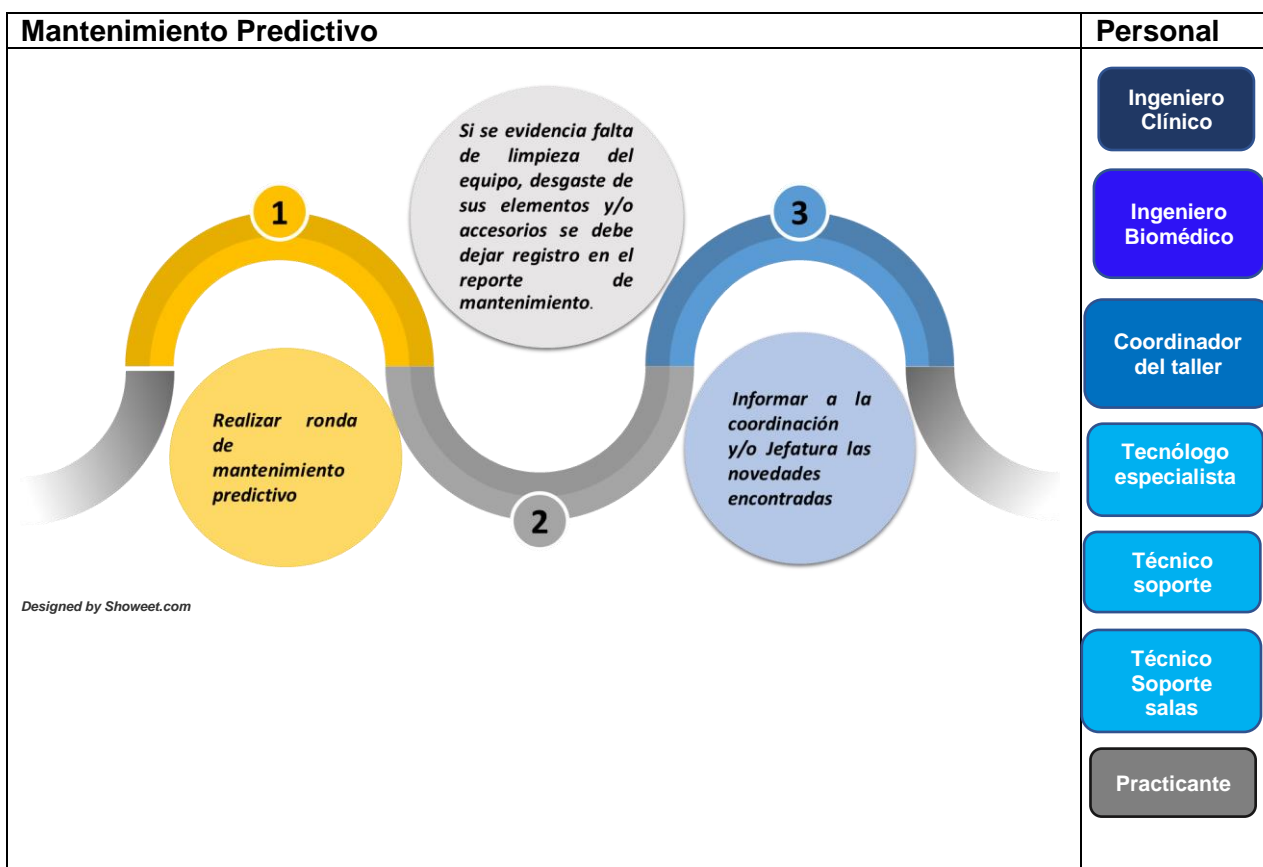 Mantenimiento Predictivo
Personal
1
Realizar ronda
de
mantenimiento
predictivo
Si se evidencia falta
de limpieza del
equipo, desgaste de
sus elementos y/o
accesorios se debe
dejar registro en el
reporte de
mantenimiento.
2
3
Informar a la
coordinación
y/o Jefatura las
novedades
encontradas
Designed by Showeet.com
Ingeniero
Clínico
Ingeniero
Biomédico
Coordinador
del taller
Tecnólogo
especialista
Técnico
soporte
Técnico
Soporte
salas
Practicante